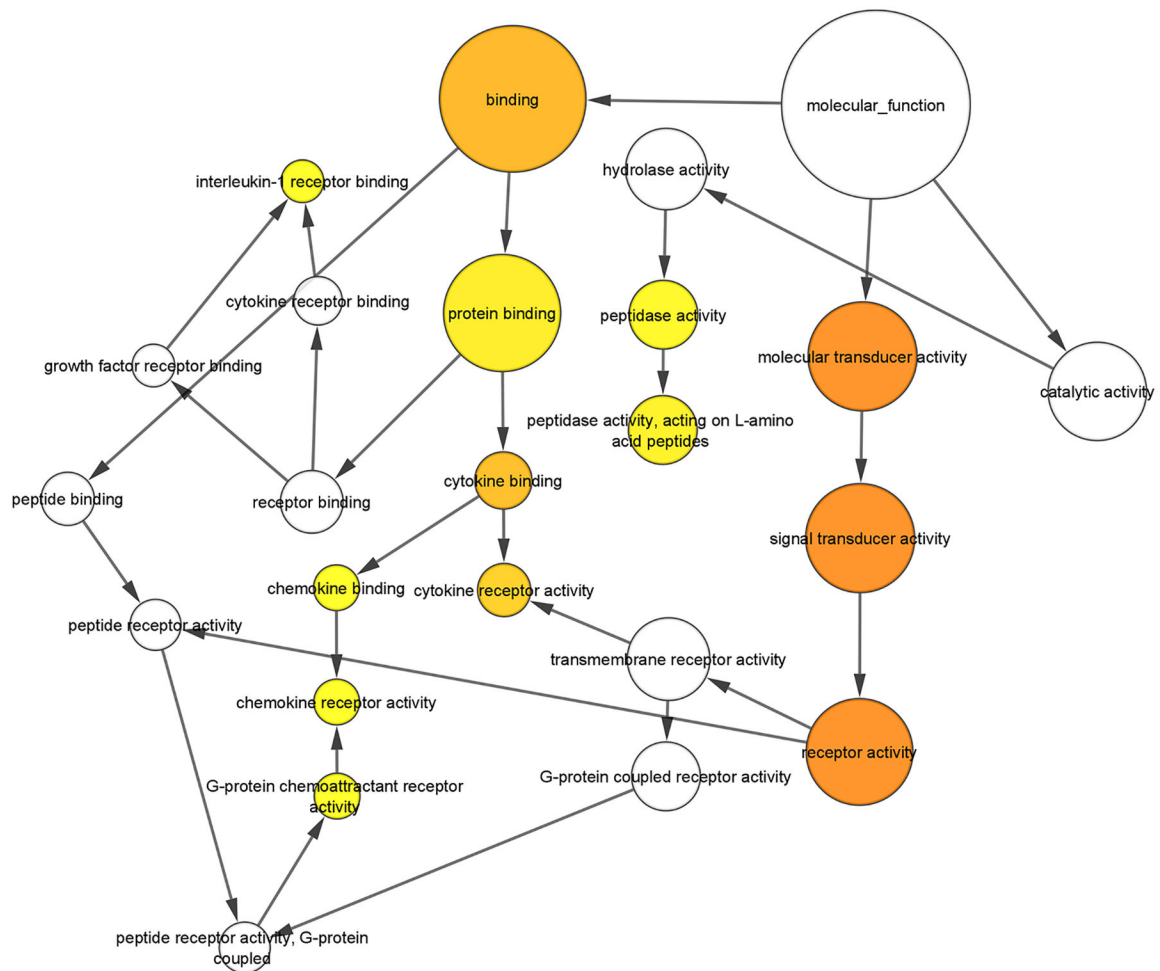 binding
molecular_function
hydrolase activity
interleukin-1 receptor binding
cytokine receptor binding
protein binding
peptidase activity
molecular transducer activity
growth factor receptor binding
catalytic activity
peptidase activity, acting on L-amino
acid peptides
cytokine binding
peptide binding
receptor binding
signal transducer activity
chemokine binding
cytokine receptor activity
peptide receptor activity
transmembrane receptor activity
chemokine receptor activity
receptor activity
G-protein coupled receptor activity
G-protein chemoattractant receptor
activity
peptide receptor activity, G-protein
coupled